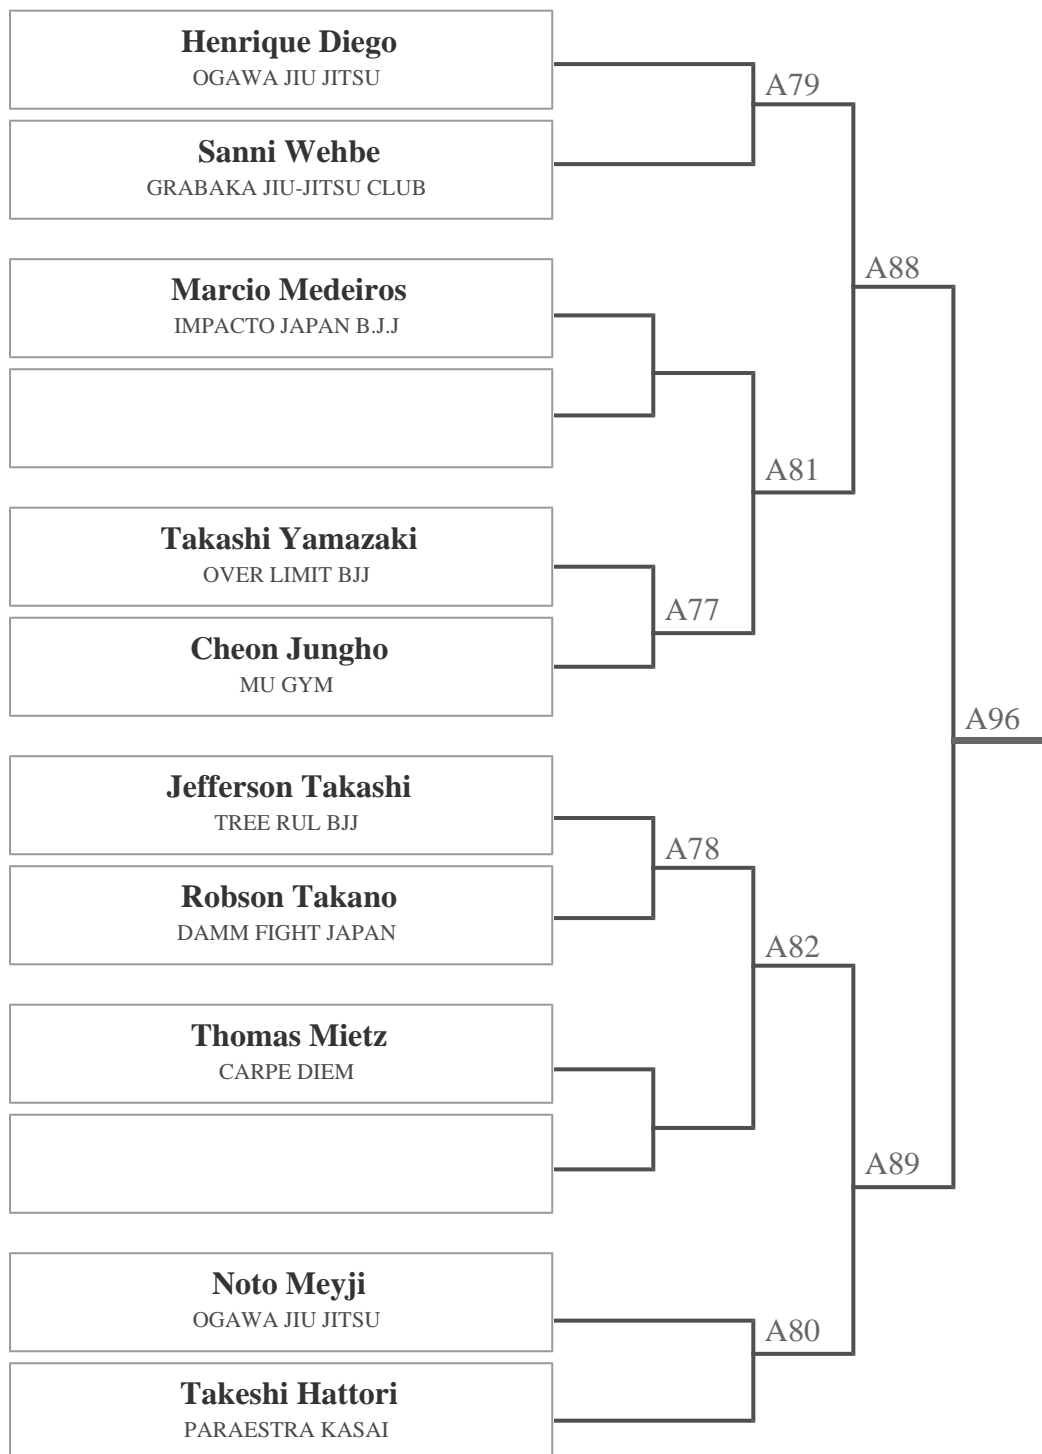 Henrique Diego
OGAWA JIU JITSU
A79
Sanni Wehbe
GRABAKA JIU-JITSU CLUB
A88
Marcio Medeiros
IMPACTO JAPAN B.J.J
A81
Takashi Yamazaki
OVER LIMIT BJJ
A77
Cheon Jungho
MU GYM
A96
Jefferson Takashi
TREE RUL BJJ
A78
Robson Takano
DAMM FIGHT JAPAN
A82
Thomas Mietz
CARPE DIEM
A89
Noto Meyji
OGAWA JIU JITSU
A80
Takeshi Hattori
PARAESTRA KASAI